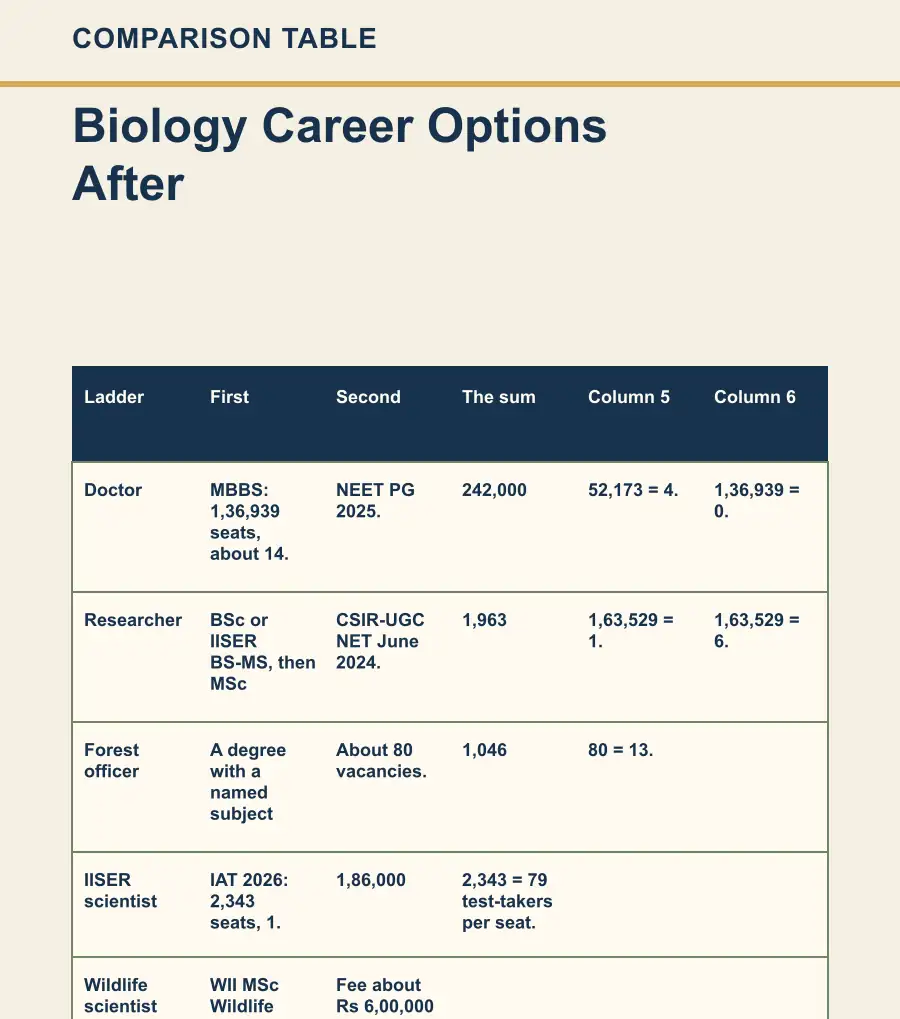 COMPARISON TABLE
Biology Career Options
After
Ladder
First
Second
The sum
Column 5
Column 6
Doctor
MBBS:
1,36,939
seats,
about 14.
NEET PG
2025.
242,000
52,173 = 4.
1,36,939 =
0.
Researcher
BSc or
IISER
BS-MS, then
MSc
CSIR-UGC
NET June
2024.
1,963
1,63,529 =
1.
1,63,529 =
6.
Forest
officer
A degree
with a
named
subject
About 80
vacancies.
1,046
80 = 13.
IISER
scientist
IAT 2026:
2,343
seats, 1.
1,86,000
2,343 = 79
test-takers
per seat.
Wildlife
scientist
WII MSc
Wildlife
Fee about
Rs 6,00,000